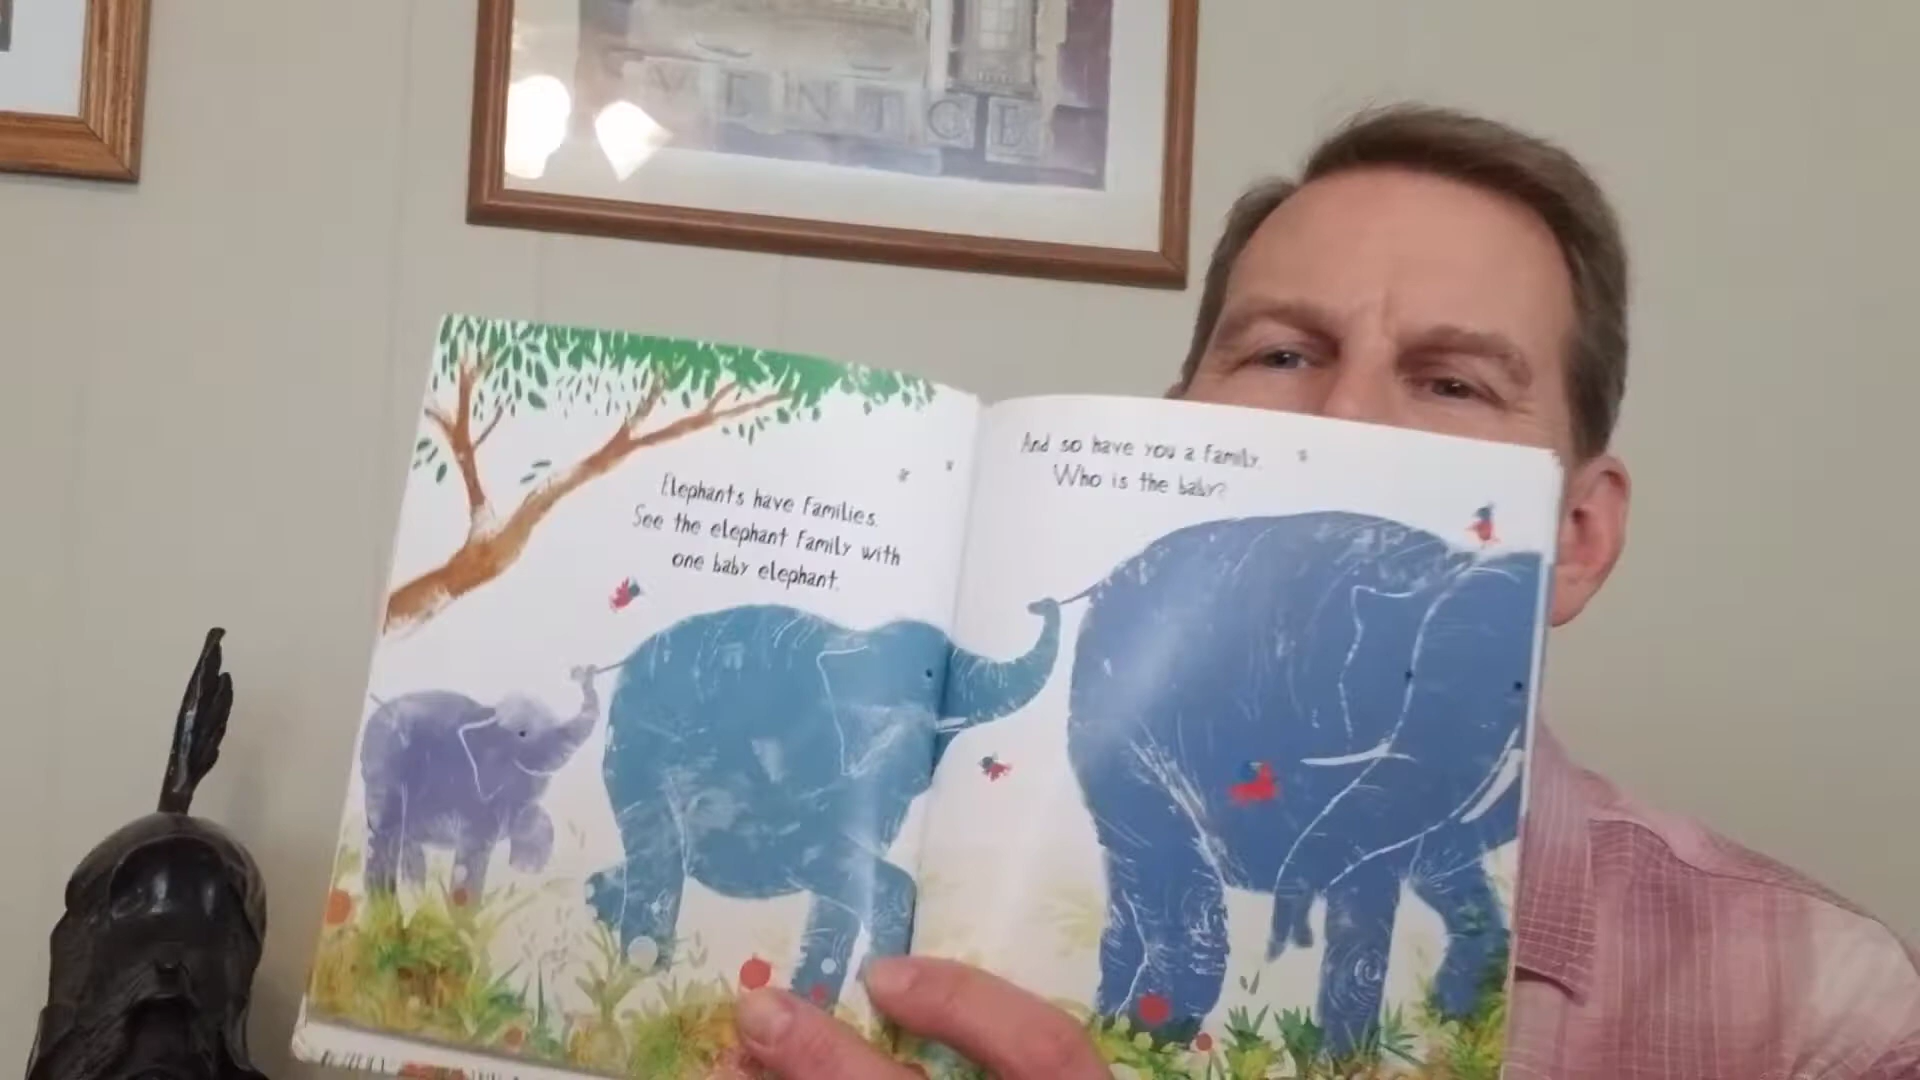 VENICE
Elephants have families.
See the elephant family with
one baby elephant.
And so have you a family.
Who is the baby?